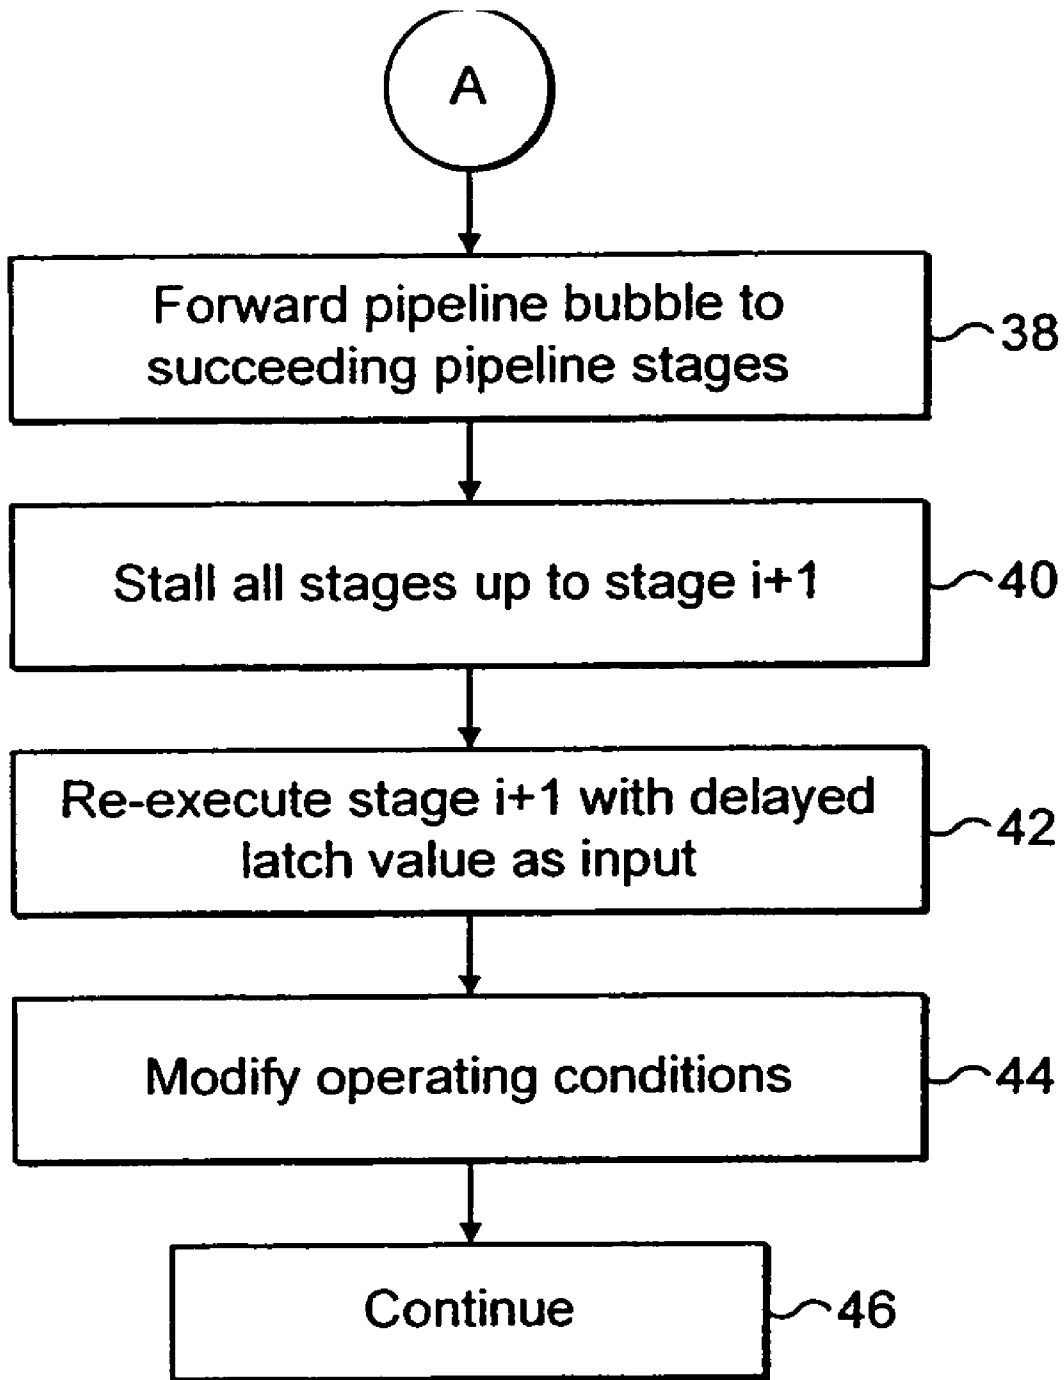 A
Forward pipeline bubble to
succeeding pipeline stages
38
Stall all stages up to stage i+1
40
Re-execute stage i+1 with delayed
latch value as input
42
Modify operating conditions
44
Continue
46